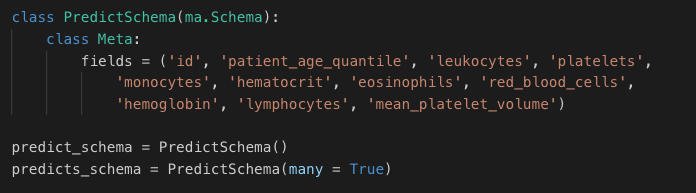 class PredictSchema(ma.Schema):
    class Meta:
        fields = ('id', 'patient_age_quantile', 'leukocytes', 'platelets',
            'monocytes', 'hematocrit', 'eosinophils', 'red_blood_cells',
            'hemoglobin', 'lymphocytes', 'mean_platelet_volume')

predict_schema = PredictSchema()
predicts_schema = PredictSchema(many = True)